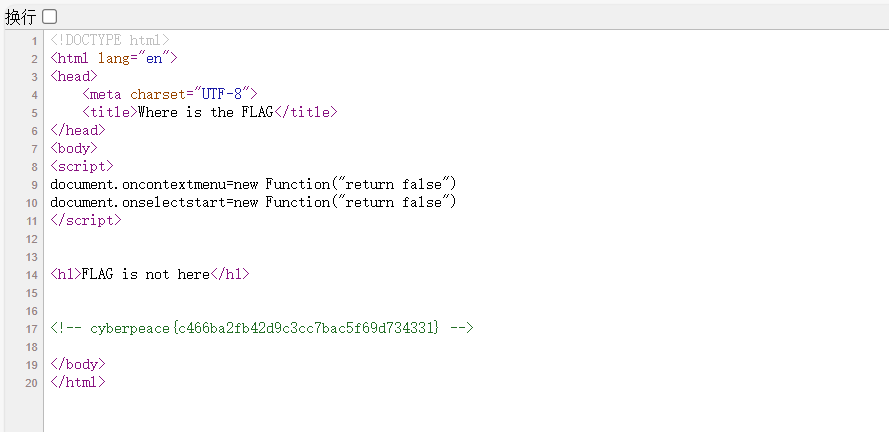 换行
1 <!DOCTYPE html>
2 <html lang="en">
3 <head>
4     <meta charset="UTF-8">
5     <title>Where is the FLAG</title>
6 </head>
7 <body>
8 <script>
9 document.oncontextmenu=new Function("return false")
10 document.onselectstart=new Function("return false")
11 </script>
12
13
14 <h1>FLAG is not here</h1>
15
16
17 <!-- cyberpeace{c466ba2fb42d9c3cc7bac5f69d734331} -->
18
19 </body>
20 </html>